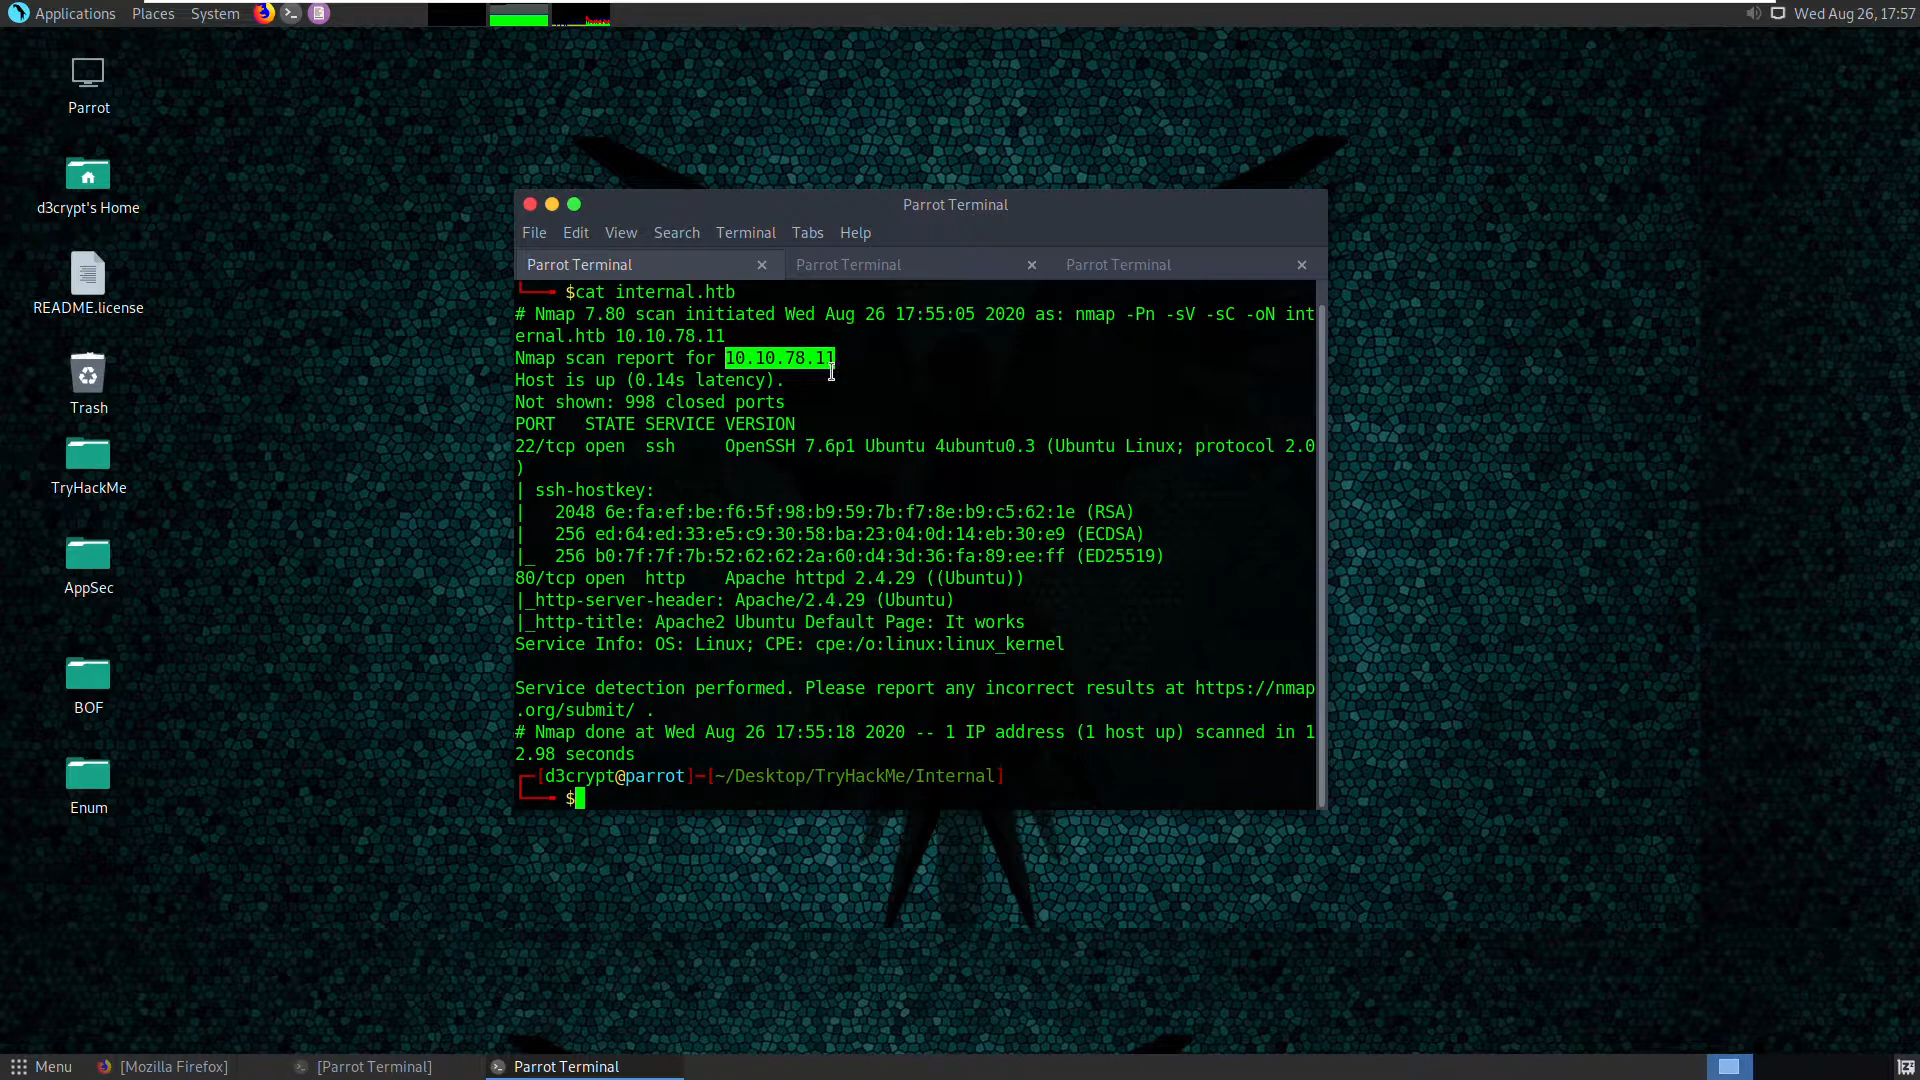 Applications Places System
Wed Aug 26, 17:57
Parrot
d3crypt's Home
README.license
Trash
TryHackMe
AppSec
BOF
Enum
Parrot Terminal
File Edit View Search Terminal Tabs Help
Parrot Terminal Parrot Terminal Parrot Terminal
$cat internal.htb
# Nmap 7.80 scan initiated Wed Aug 26 17:55:05 2020 as: nmap -Pn -sV -sC -oN int
ernal.htb 10.10.78.11
Nmap scan report for 10.10.78.11
Host is up (0.14s latency).
Not shown: 998 closed ports
PORT   STATE SERVICE VERSION
22/tcp open  ssh     OpenSSH 7.6p1 Ubuntu 4ubuntu0.3 (Ubuntu Linux; protocol 2.0
)
| ssh-hostkey:
|   2048 6e:fa:ef:be:f6:5f:98:b9:59:7b:f7:8e:b9:c5:62:1e (RSA)
|   256 ed:64:ed:33:e5:c9:30:58:ba:23:04:0d:14:eb:30:e9 (ECDSA)
|_  256 b0:7f:7f:7b:52:62:62:2a:60:d4:3d:36:fa:89:ee:ff (ED25519)
80/tcp open  http    Apache httpd 2.4.29 ((Ubuntu))
|_http-server-header: Apache/2.4.29 (Ubuntu)
|_http-title: Apache2 Ubuntu Default Page: It works
Service Info: OS: Linux; CPE: cpe:/o:linux:linux_kernel
Service detection performed. Please report any incorrect results at https://nmap
.org/submit/ .
# Nmap done at Wed Aug 26 17:55:18 2020 -- 1 IP address (1 host up) scanned in 1
2.98 seconds
┌─[d3crypt@parrot]─[~/Desktop/TryHackMe/Internal]
└──╼ $
Menu [Mozilla Firefox] [Parrot Terminal] Parrot Terminal